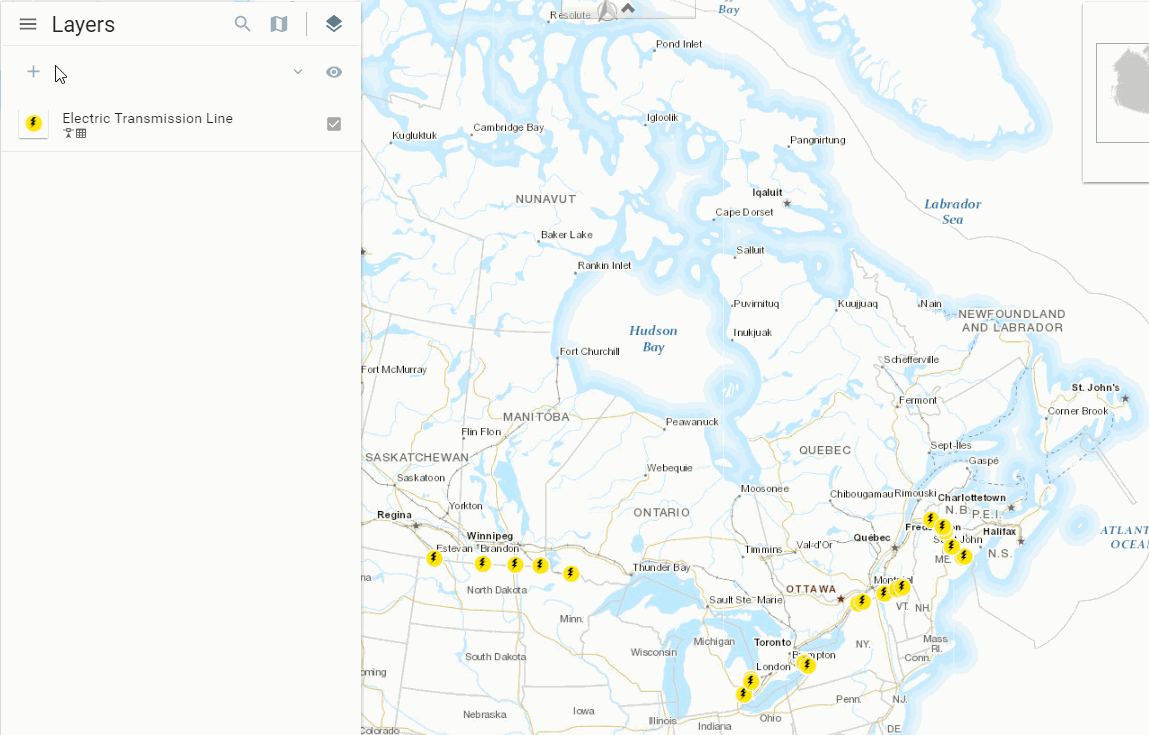 Layers
Electric Transmission Line
Resolute
Bay
Pond Inlet
Igloolik
Cambridge Bay
Kugluktuk
Pangnirtung
Iqaluit
NUNAVUT
Cape Dorset
Labrador
Sea
Baker Lake
Salluit
Rankin Inlet
Puvirnituq
Kuujjuaq
Nain
NEWFOUNDLAND
AND LABRADOR
Hudson
Bay
Inukjuak
Fort Churchill
Schefferville
Fort McMurray
St. John's
Fermont
Corner Brook
MANITOBA
Peawanuck
Flin Flon
Sept-Iles
QUEBEC
SASKATCHEWAN
Gaspé
Webequie
Saskatoon
Moosonee
Chibougamau
Rimouski
Charlottetown
Yorkton
ONTARIO
N.B.
P.E.I.
Regina
Halifax
ATLANT
OCEA
Winnipeg
Québec
Val-d'Or
Estevan
Brandon
Timmins
N.S.
ME.
Thunder Bay
North Dakota
OTTAWA
Sault Ste-Marie
VT.
NH.
Minn.
Mass.
RI.
Michigan
Toronto
NY.
Wisconsin
Conn.
South Dakota
London
oming
Penn.
NJ.
Iowa
Nebraska
Illinois
Ohio
Indiana
DE.
Colorado